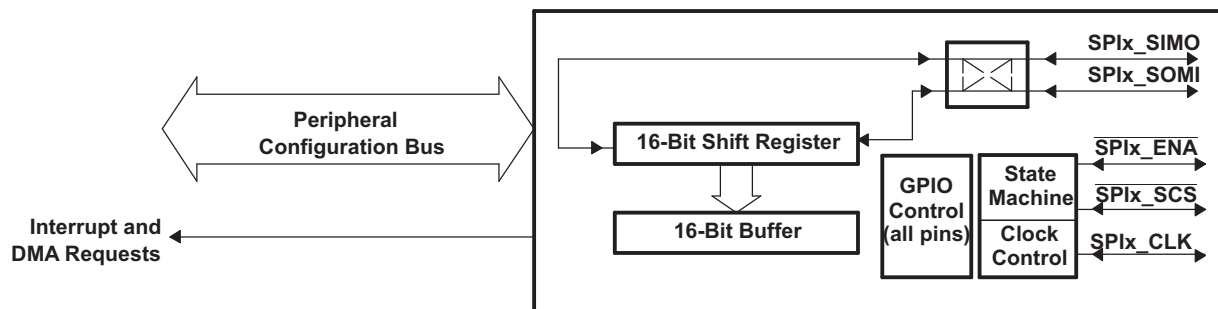 SPIx_SIMO
SPIx_SOMI
Peripheral
Configuration Bus
16-Bit Shift Register
SPIx_ENA
GPIO
Control
(all pins)
State
Machine
SPIx_SCS
Interrupt and
DMA Requests
16-Bit Buffer
Clock
Control
SPIx_CLK